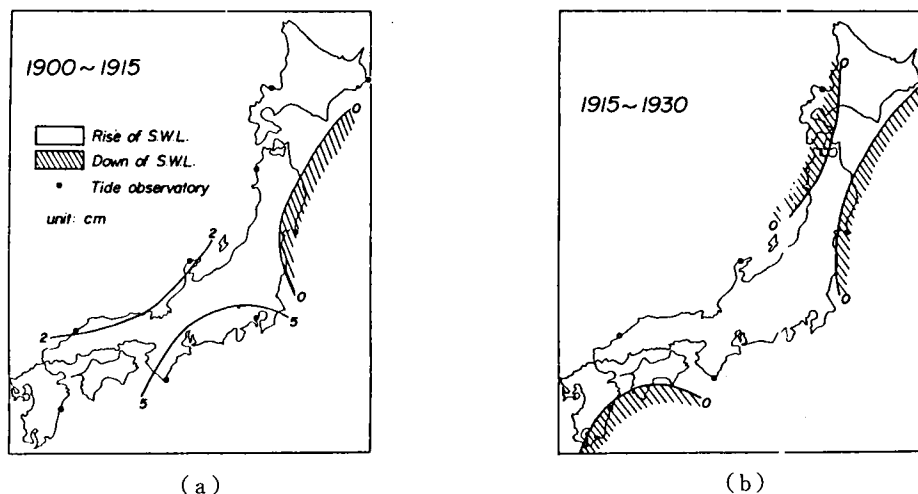 1900~1915
Rise of S.W.L.
Down of S.W.L.
Tide observatory
unit: cm
0
2
0
2
5
5
(a)
1915~1930
0
0
0
0
0
(b)